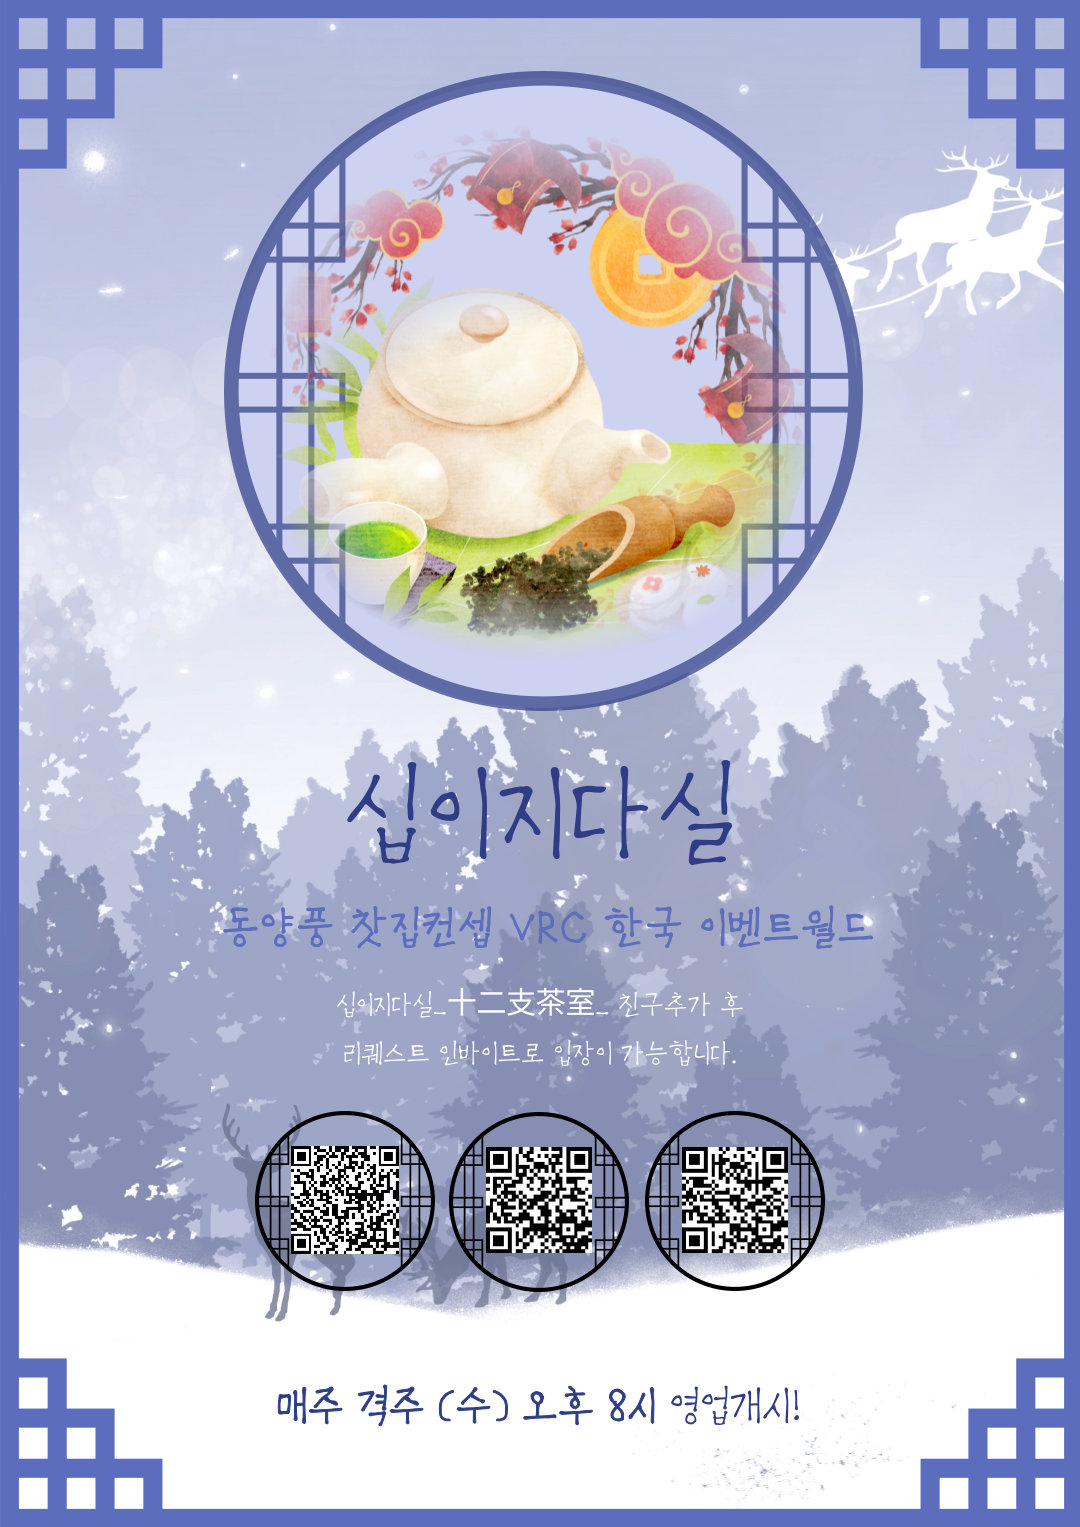 십이지다실
동양풍 찻집컨셉 VRC 한국 이벤트월드
십이지다실_十二支茶室_ 친구추가 후
리퀘스트 인바이트로 입장이 가능합니다.
매주 격주 (수) 오후 8시 영업개시!